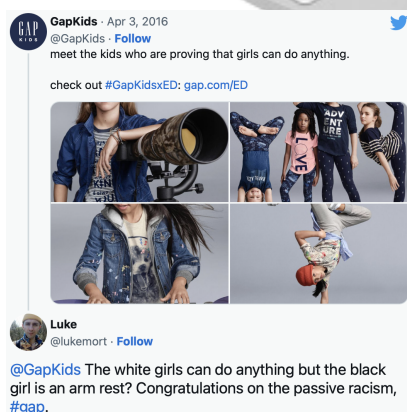 GapKids · Apr 3, 2016
GAP
KIDS
@GapKids · Follow
meet the kids who are proving that girls can do anything.
check out #GapKidsxED: gap.com/ED
ADV
ENT
URE
LOVE
Luke
@lukemort · Follow
@GapKids The white girls can do anything but the black
girl is an arm rest? Congratulations on the passive racism,
#gap.